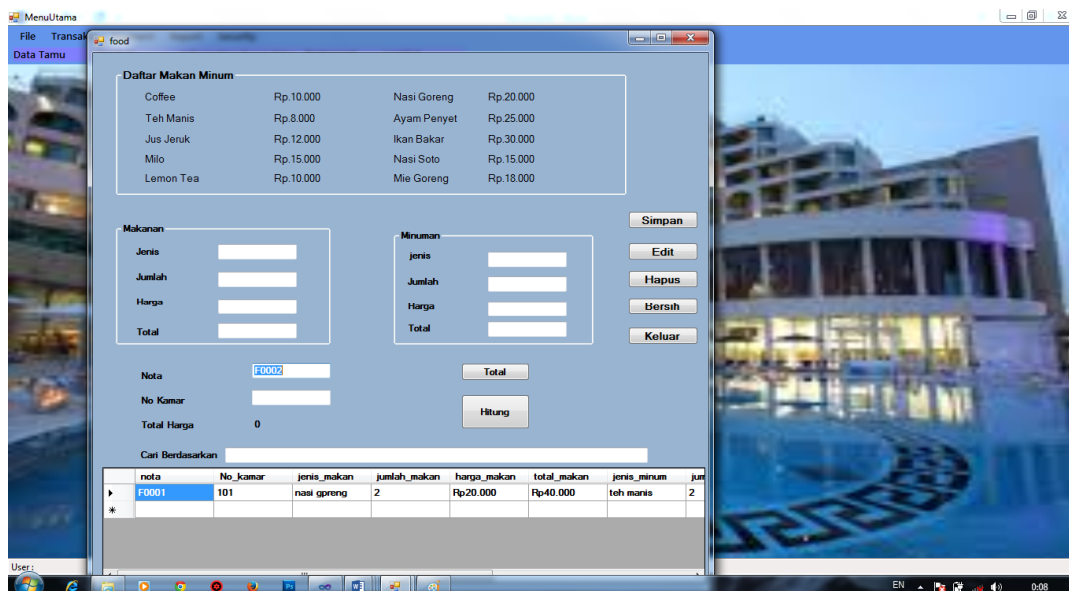 MenuUtama
File Transak
Data Tamu
food
Daftar Makan Minum
Coffee Rp.10.000 Nasi Goreng Rp.20.000
Teh Manis Rp.8.000 Ayam Penyet Rp.25.000
Jus Jeruk Rp.12.000 Ikan Bakar Rp.30.000
Milo Rp.15.000 Nasi Soto Rp.15.000
Lemon Tea Rp.10.000 Mie Goreng Rp.18.000
Makanan
Jenis
Jumlah
Harga
Total
Minuman
jenis
Jumlah
Harga
Total
Simpan
Edit
Hapus
Bersih
Keluar
Nota F0002
No Kamar
Total Harga 0
Total
Hitung
Cari Berdasarkan
nota No_kamar jenis_makan jumlah_makan harga_makan total_makan jenis_minum jum
F0001 101 nasi gpreng 2 Rp20.000 Rp40.000 teh manis 2
User :
EN 0:08